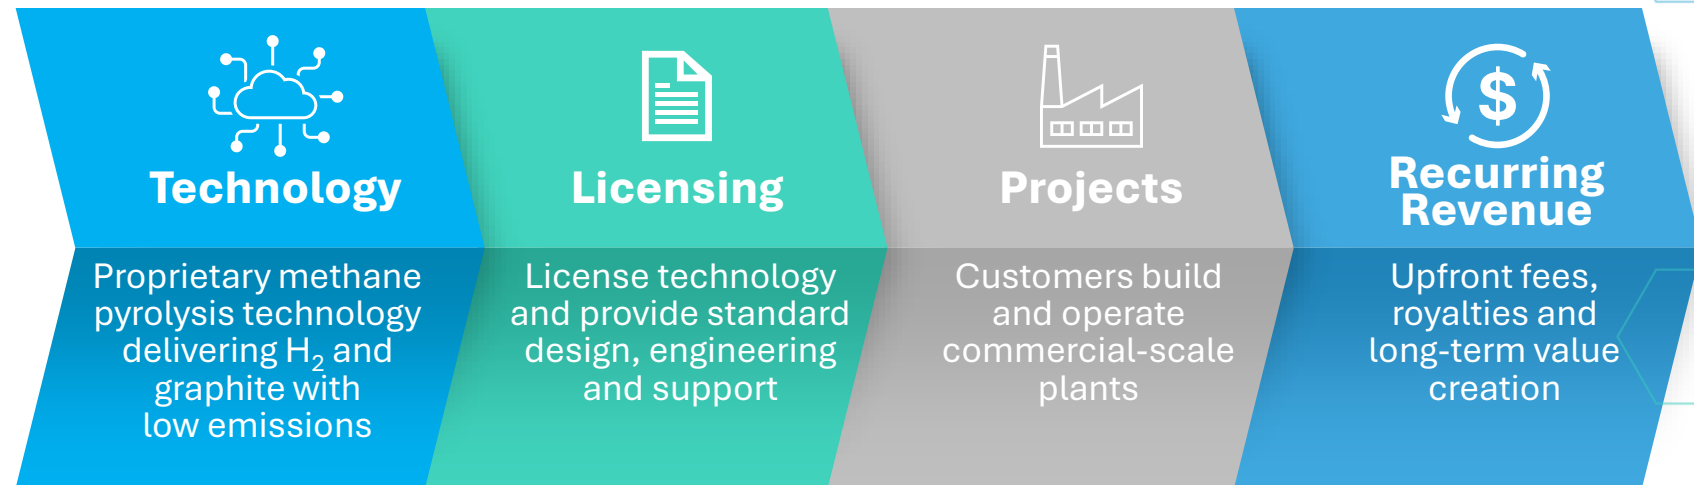 Technology
Proprietary methane
pyrolysis technology
delivering H₂ and
graphite with
low emissions
Licensing
License technology
and provide standard
design, engineering
and support
Projects
Customers build
and operate
commercial-scale
plants
Recurring
Revenue
Upfront fees,
royalties and
long-term value
creation
$